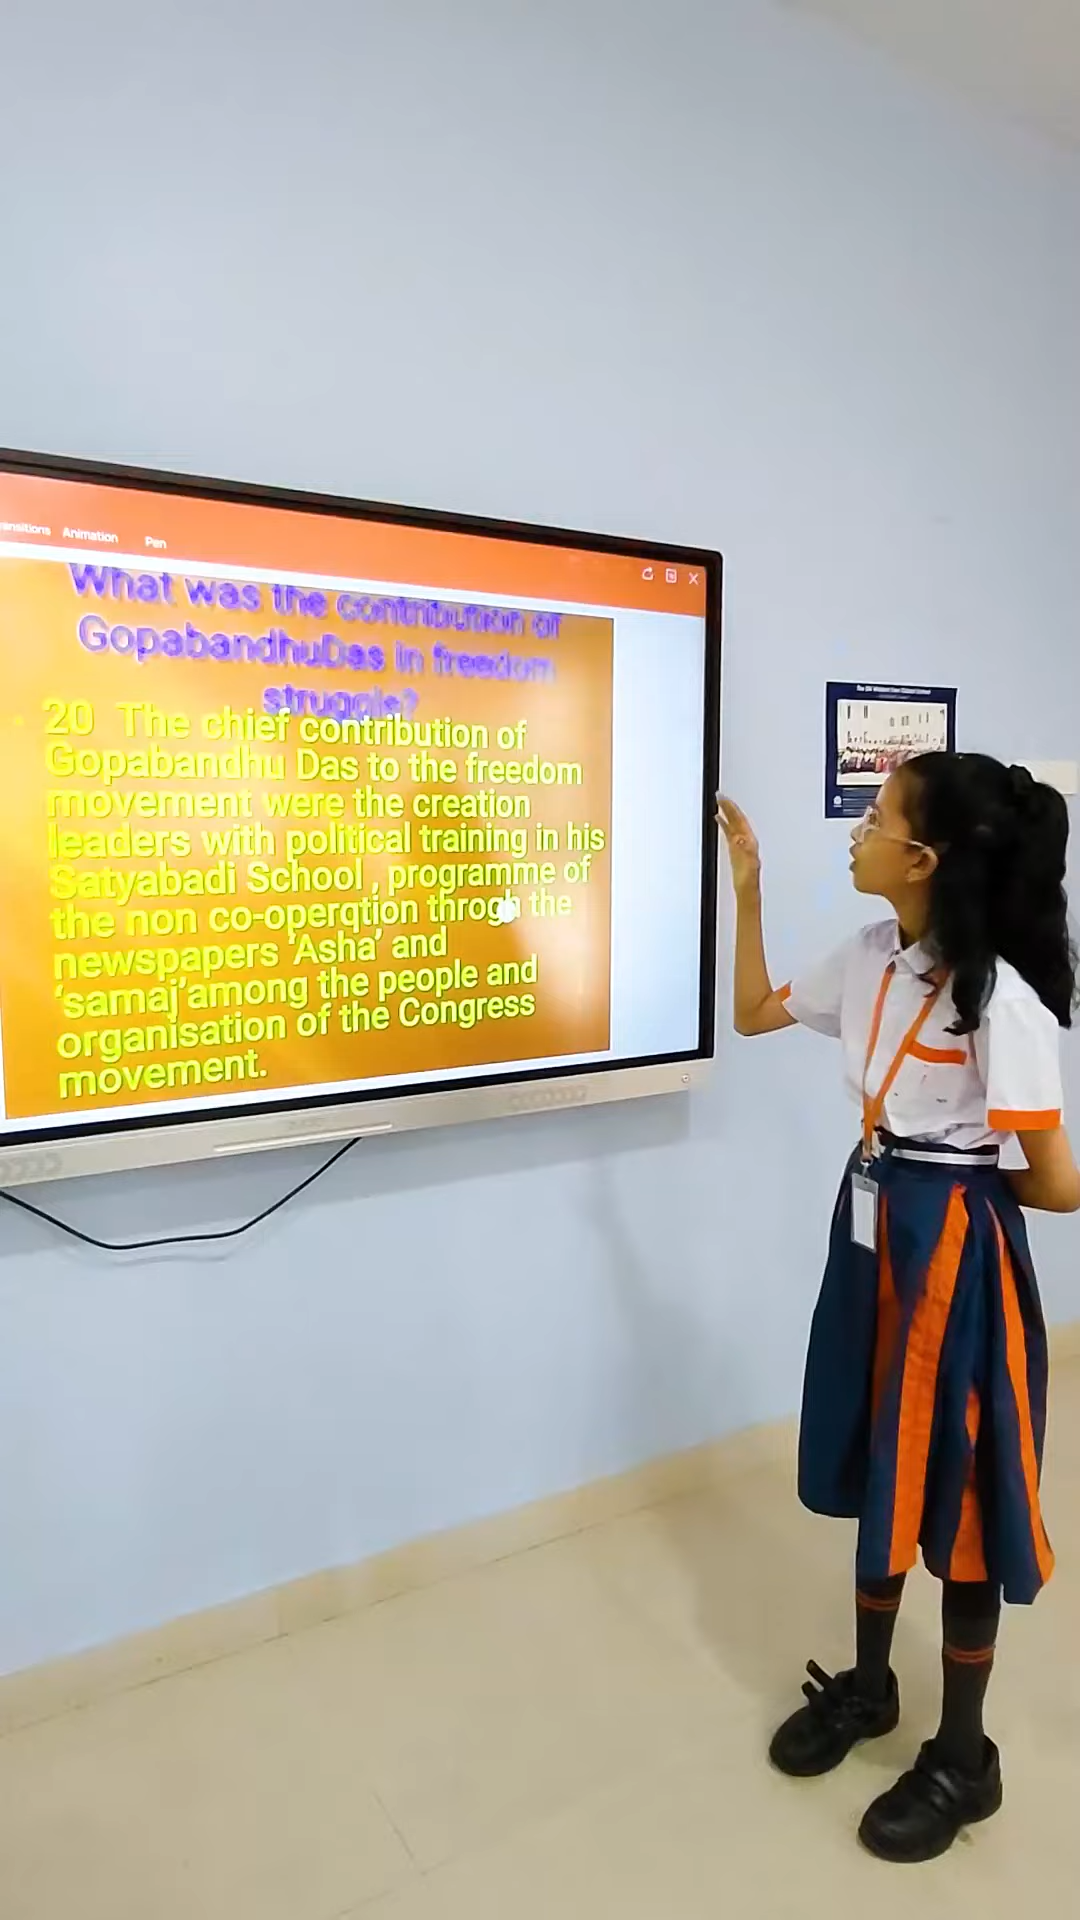 Animation Pen
What was the contribution of
GopabandhuDas in freedom
struggle?
20 The chief contribution of
Gopabandhu Das to the freedom
movement were the creation
leaders with political training in his
Satyabadi School , programme of
the non co-operqtion throgh the
newspapers 'Asha' and
'samaj'among the people and
organisation of the Congress
movement.